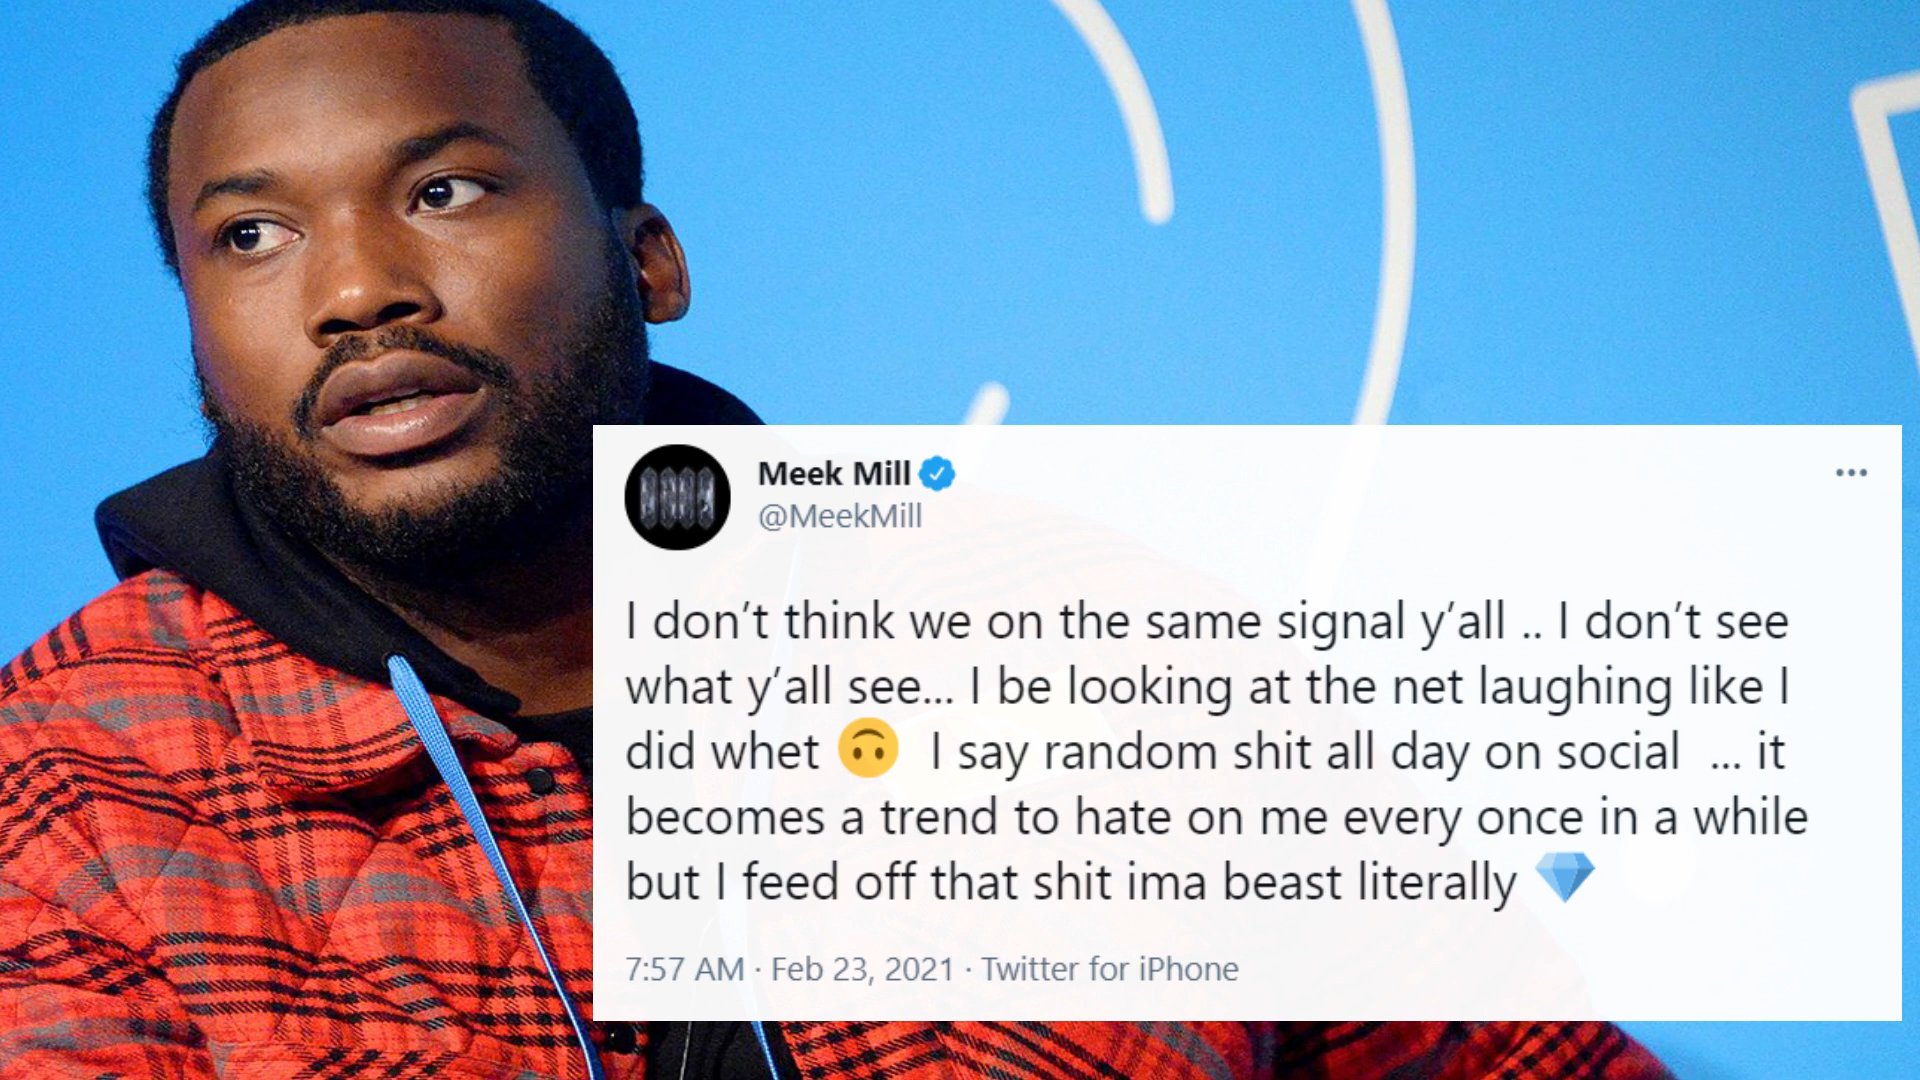 Meek Mill
@MeekMill
I don’t think we on the same signal y’all .. I don’t see
what y’all see... I be looking at the net laughing like I
did whet 🙃 I say random shit all day on social ... it
becomes a trend to hate on me every once in a while
but I feed off that shit ima beast literally 💎
7:57 AM · Feb 23, 2021 · Twitter for iPhone